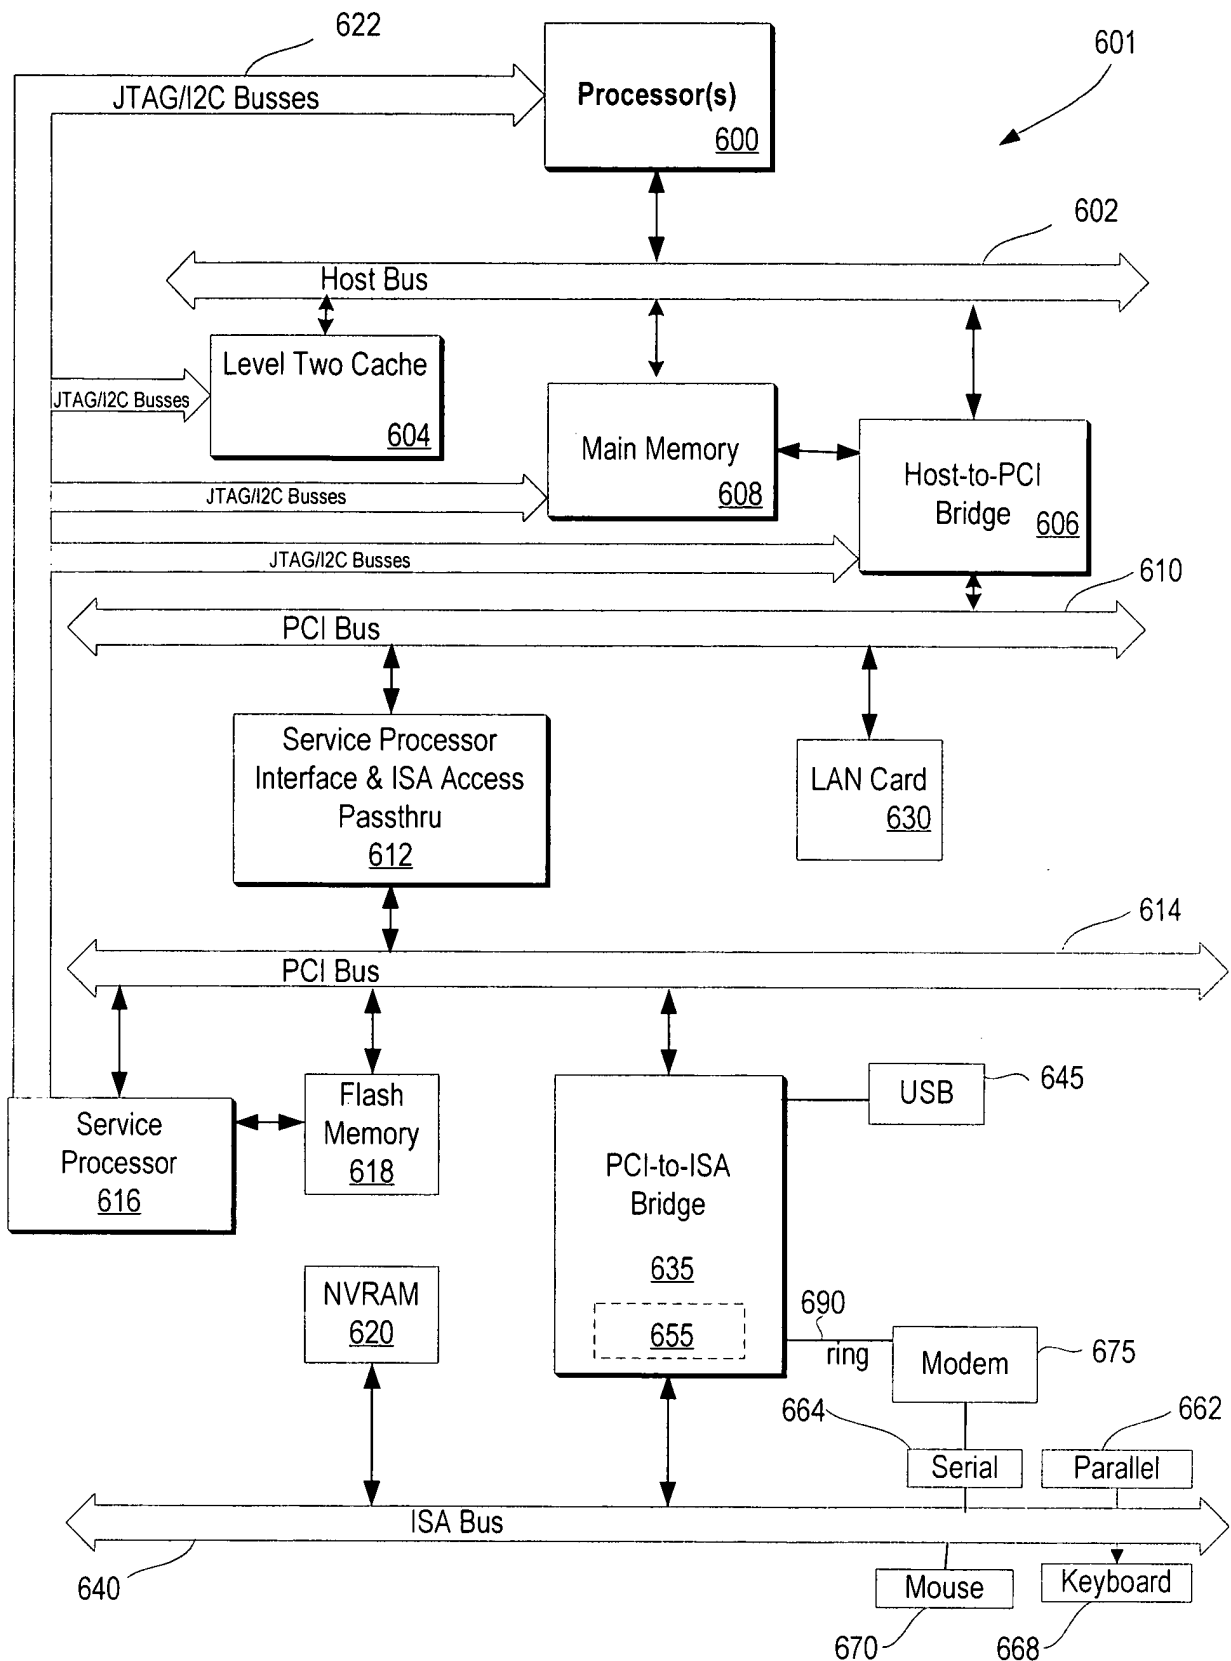 622
JTAG/I2C Busses
Processor(s)
600
601
602
Host Bus
Level Two Cache
604
JTAG/I2C Busses
Main Memory
608
Host-to-PCI
Bridge
606
JTAG/I2C Busses
JTAG/I2C Busses
610
PCI Bus
Service Processor
Interface & ISA Access
Passthru
612
LAN Card
630
614
PCI Bus
Service
Processor
616
Flash
Memory
618
PCI-to-ISA
Bridge
635
655
USB
645
NVRAM
620
690
ring
Modem
675
664
Serial
662
Parallel
ISA Bus
640
Mouse
670
Keyboard
668